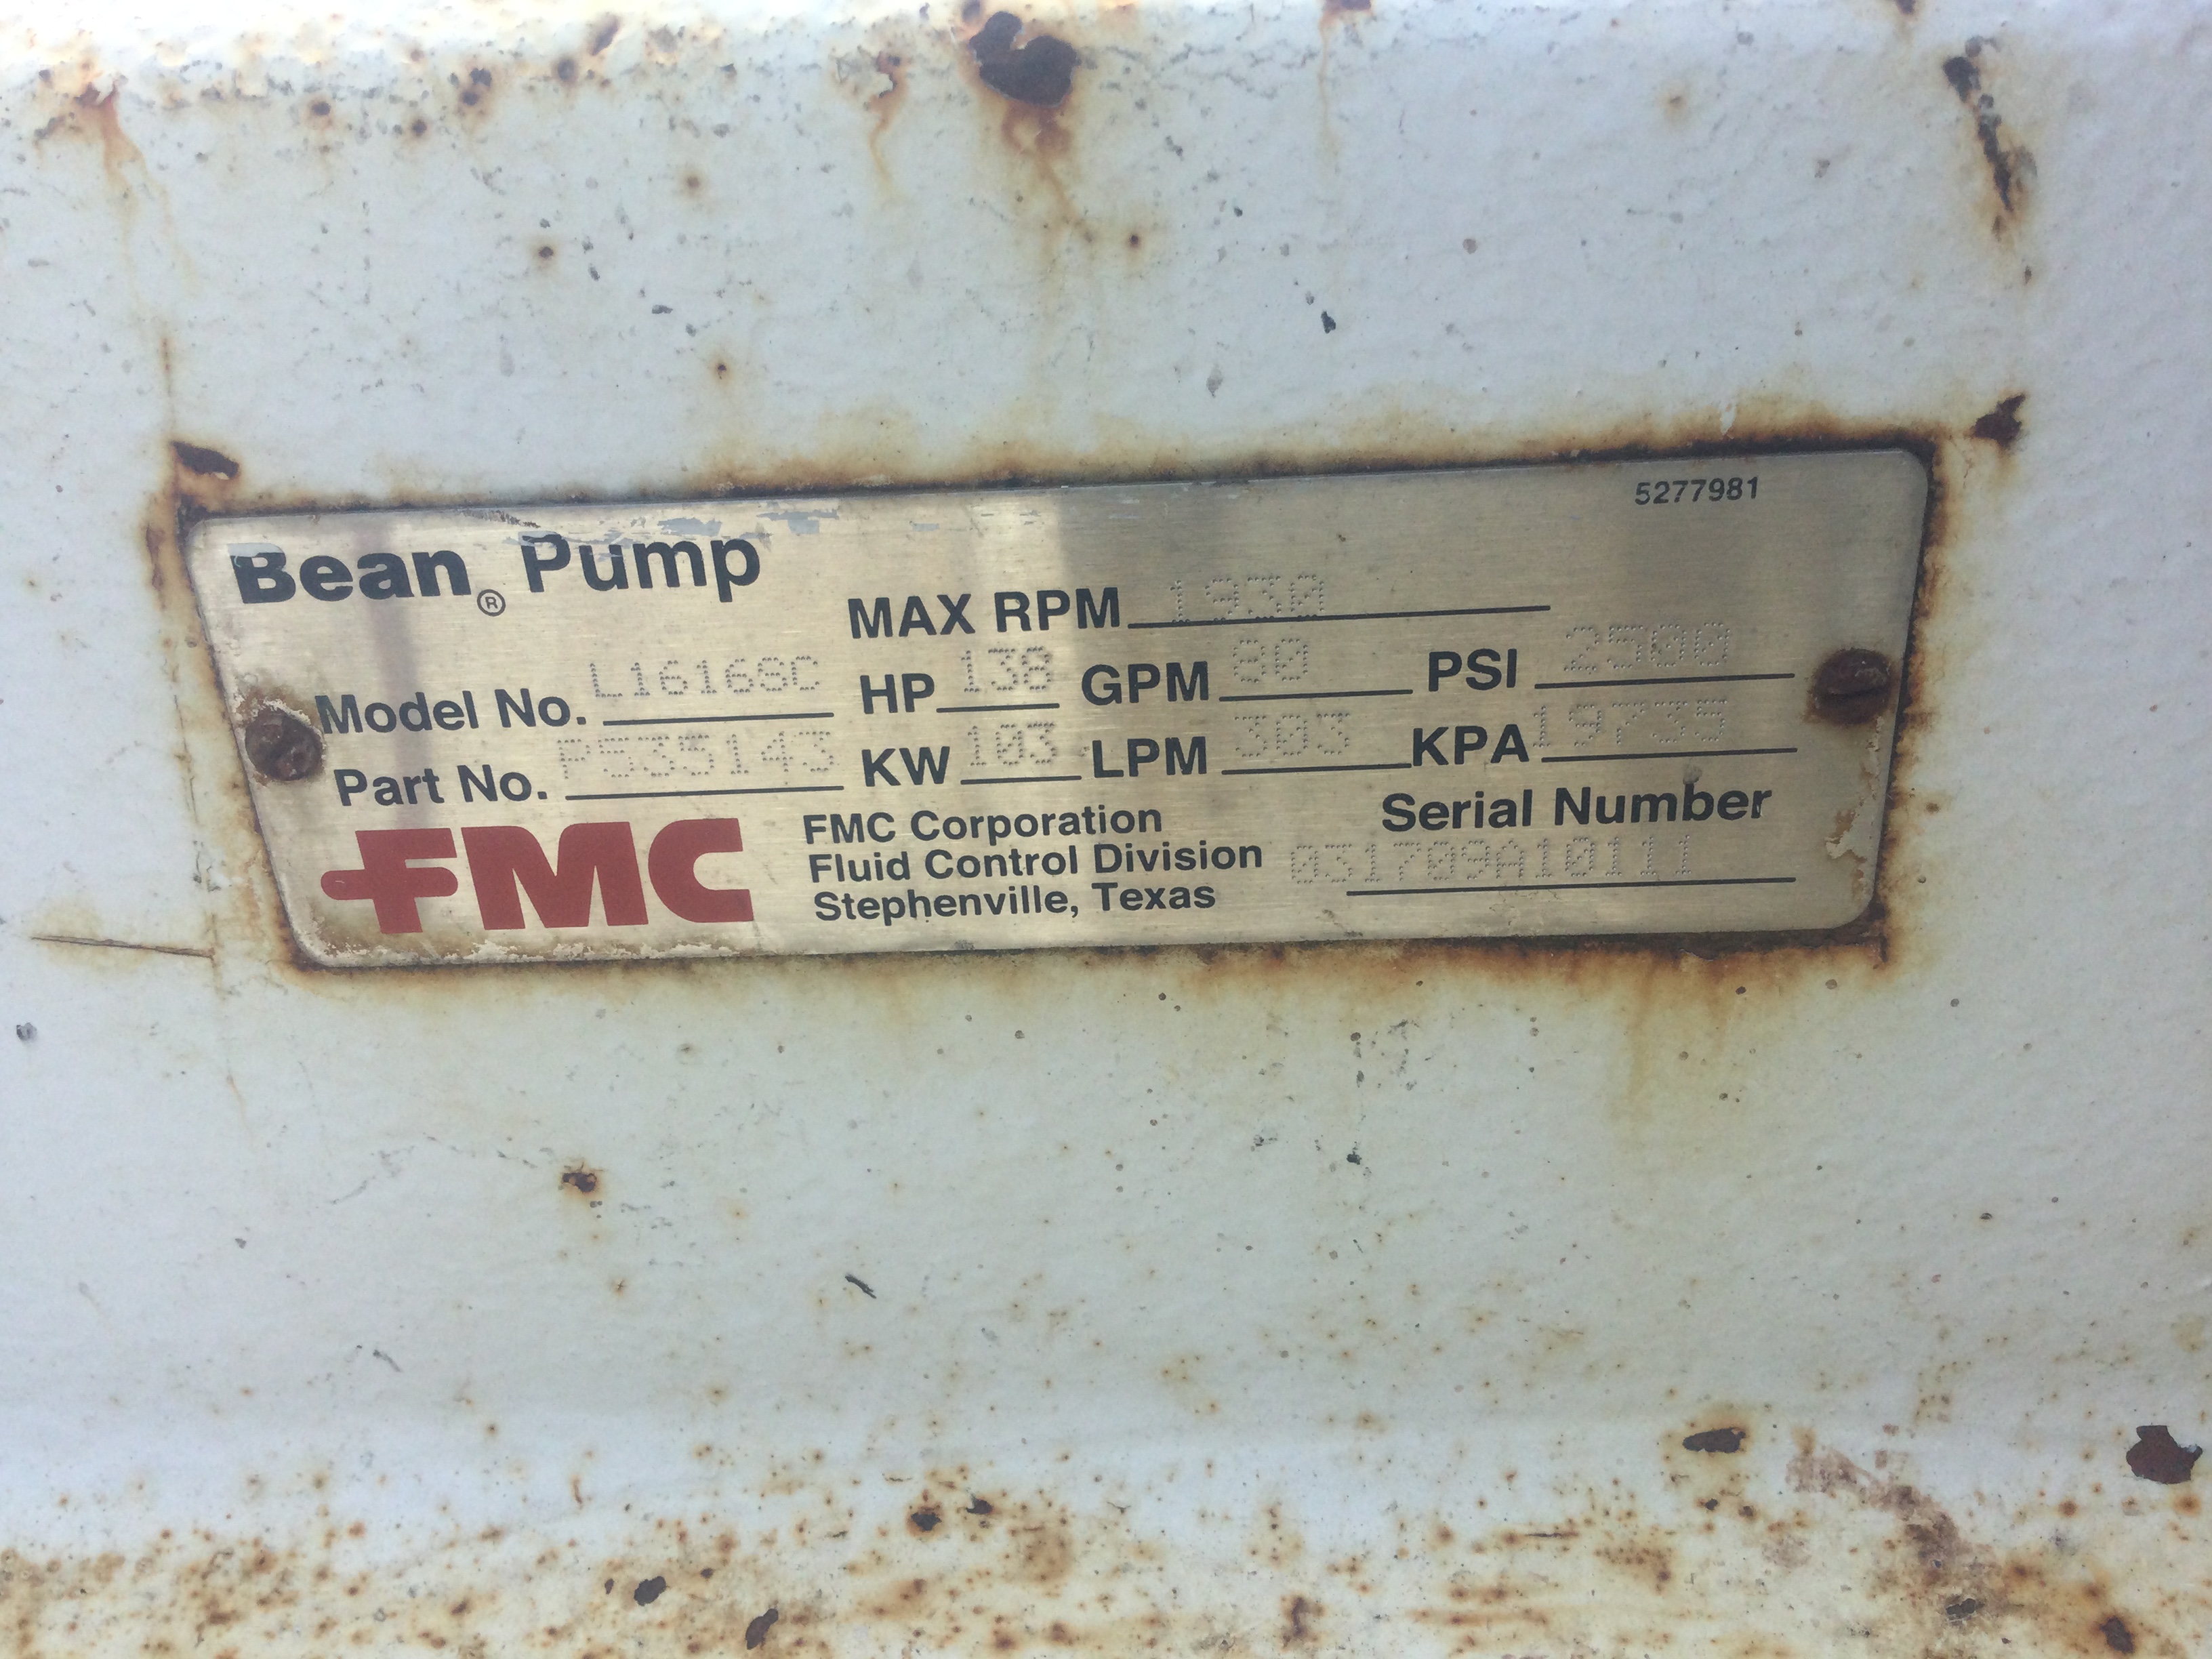 5277981
Bean® Pump
MAX RPM 1930
Model No. L1616SC HP 138 GPM 80 PSI 2500
Part No. P535143 KW 103 LPM 303 KPA 19735
FMC
FMC Corporation
Fluid Control Division
Stephenville, Texas
Serial Number
031709A10111